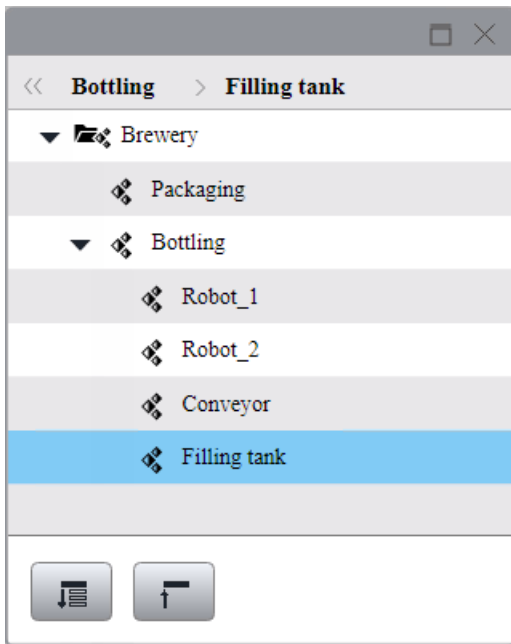 Bottling > Filling tank
Brewery
Packaging
Bottling
Robot_1
Robot_2
Conveyor
Filling tank